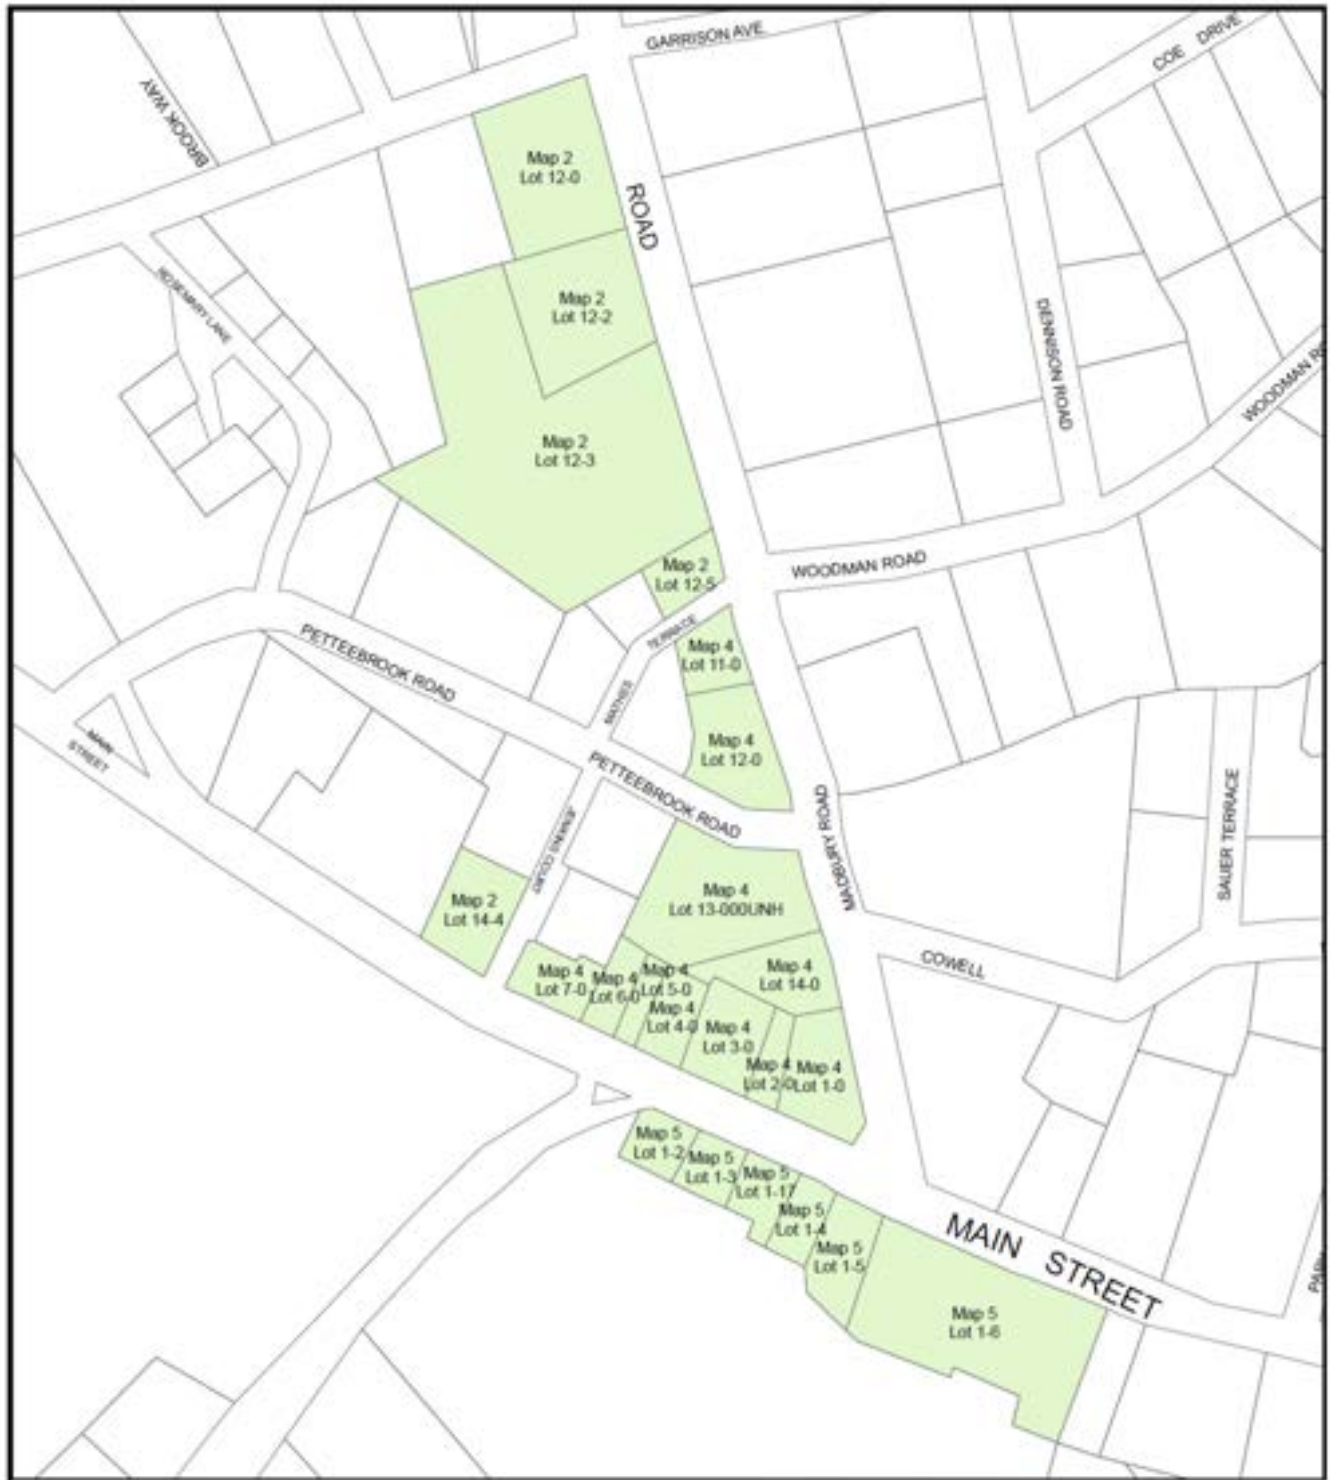 GARRISON AVE
COE DRIVE
BROOK WAY
Map 2
Lot 12-0
ROAD
ROSEMARY LANE
Map 2
Lot 12-2
DENNISON ROAD
WOODMAN
Map 2
Lot 12-3
WOODMAN ROAD
Map 2
Lot 12-5
TERRACE
PETTEEBROOK ROAD
Map 4
Lot 11-0
MATHES
MAIN
STREET
Map 4
Lot 12-0
PETTEEBROOK ROAD
MADBURY ROAD
SAUER TERRACE
JENKINS COURT
Map 4
Lot 13-000UNH
Map 2
Lot 14-4
COWELL
Map 4
Lot 7-0
Map 4
Lot 6-0
Map 4
Lot 5-0
Map 4
Lot 14-0
Map 4
Lot 4-0
Map 4
Lot 3-0
Map 4
Lot 2-0
Map 4
Lot 1-0
Map 5
Lot 1-2
Map 5
Lot 1-3
Map 5
Lot 1-17
Map 5
Lot 1-4
Map 5
Lot 1-5
MAIN STREET
Map 5
Lot 1-6